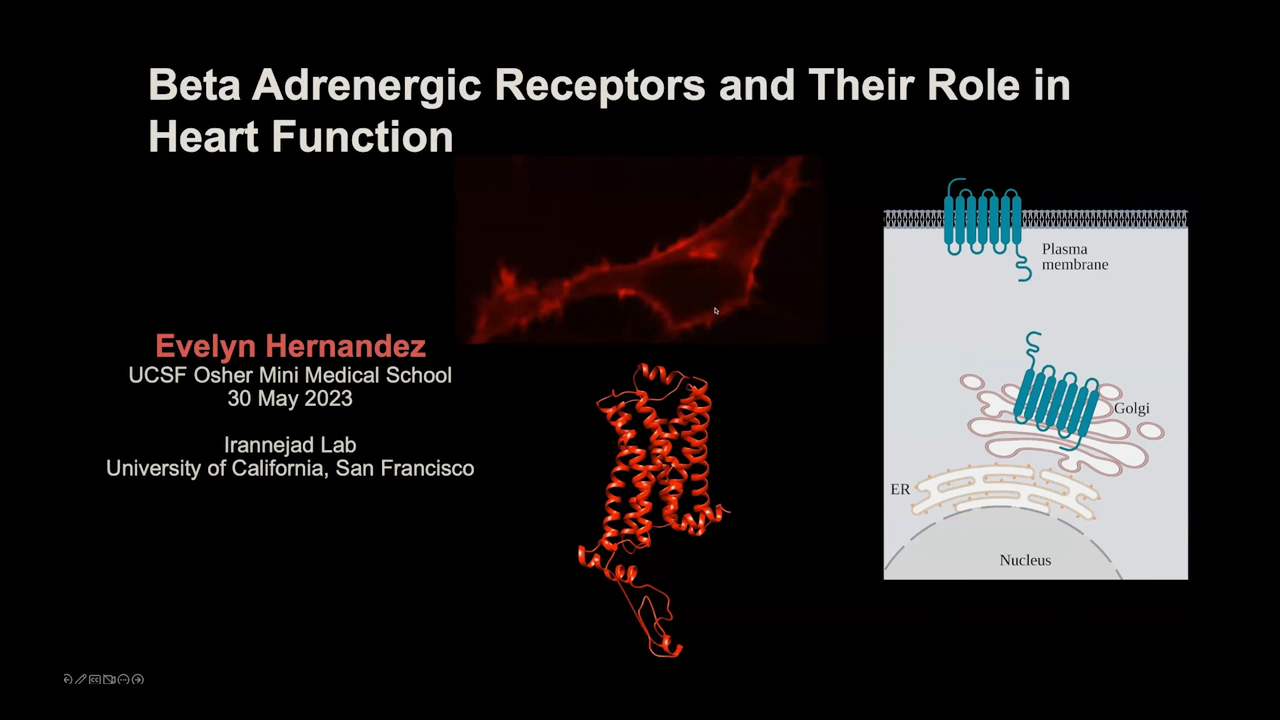 Beta Adrenergic Receptors and Their Role in
Heart Function
Evelyn Hernandez
UCSF Osher Mini Medical School
30 May 2023
Irannejad Lab
University of California, San Francisco
Plasma
membrane
Golgi
ER
Nucleus